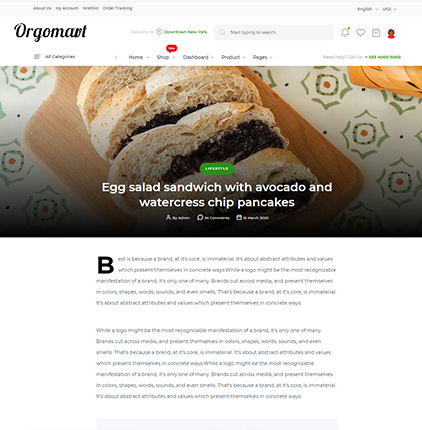 About Us My account Wishlist Order Tracking English USD
Orgomart
Delivery to Downtown New York. Start typing to search..
New
All Categories Home Shop Dashboard Product Pages Need help? Call Us: + 033 4000 5000
LIFESTYLE
Egg salad sandwich with avocado and
watercress chip pancakes
By Admin 34 Comments 16 March 2020
Best is because a brand, at it's core, is immaterial. It's about abstract attributes and values
which present themselves in concrete ways.While a logo might be the most recognizable
manifestation of a brand, it's only one of many. Brands cut across media, and present themselves
in colors, shapes, words, sounds, and even smells. That's because a brand, at it's core, is immaterial.
It's about abstract attributes and values which present themselves in concrete ways.
While a logo might be the most recognizable manifestation of a brand, it's only one of many.
Brands cut across media, and present themselves in colors, shapes, words, sounds, and even
smells. That's because a brand, at it's core, is immaterial. It's about abstract attributes and values
which present themselves in concrete ways.While a logo might be the most recognizable
manifestation of a brand, it's only one of many. Brands cut across media, and present themselves
in colors, shapes, words, sounds, and even smells. That's because a brand, at it's core, is immaterial.
It's about abstract attributes and values which present themselves in concrete ways.